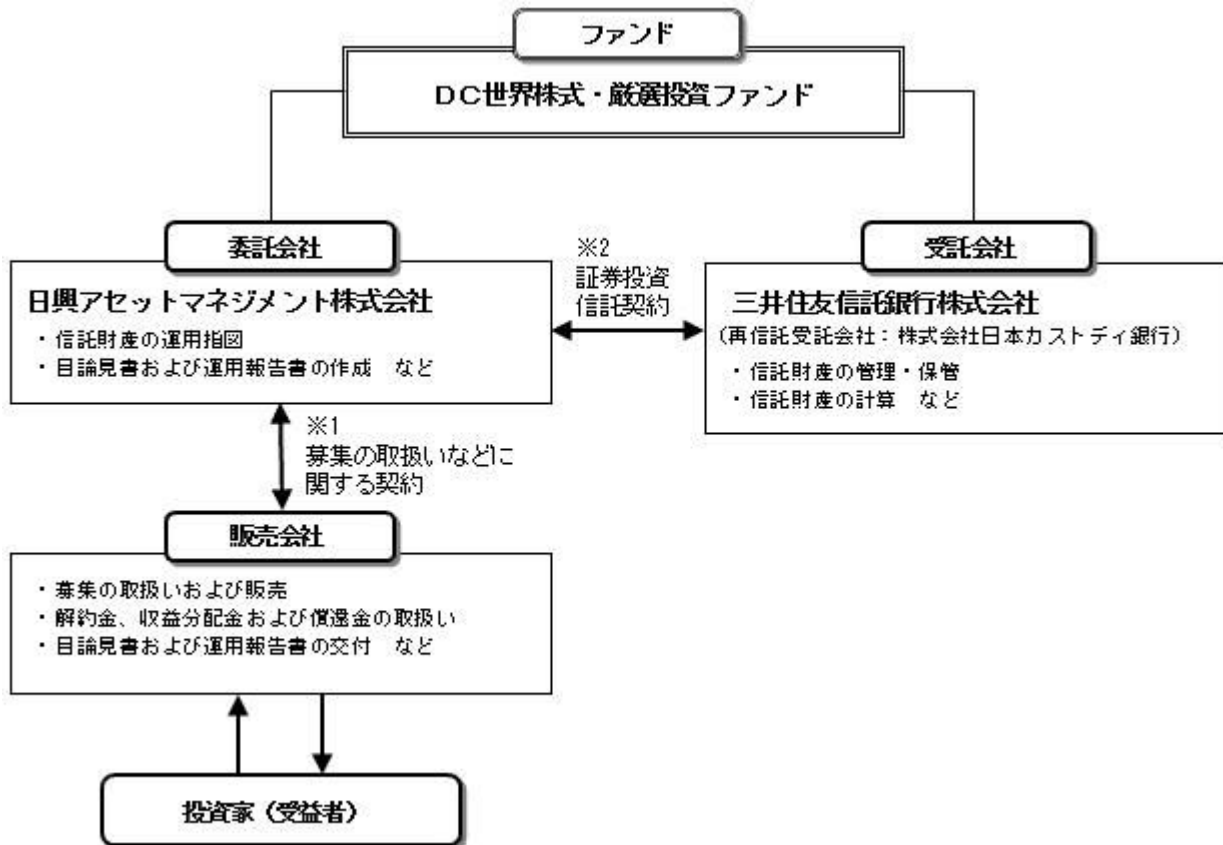 ファンド
DC世界株式・厳選投資ファンド
委託会社
日興アセットマネジメント株式会社
・信託財産の運用指図
・目論見書および運用報告書の作成 など
※2
証券投資
信託契約
受託会社
三井住友信託銀行株式会社
(再信託受託会社:株式会社日本カストディ銀行)
・信託財産の管理・保管
・信託財産の計算 など
※1
募集の取扱いなどに
関する契約
販売会社
・募集の取扱いおよび販売
・解約金、収益分配金および償還金の取扱い
・目論見書および運用報告書の交付 など
投資家(受益者)